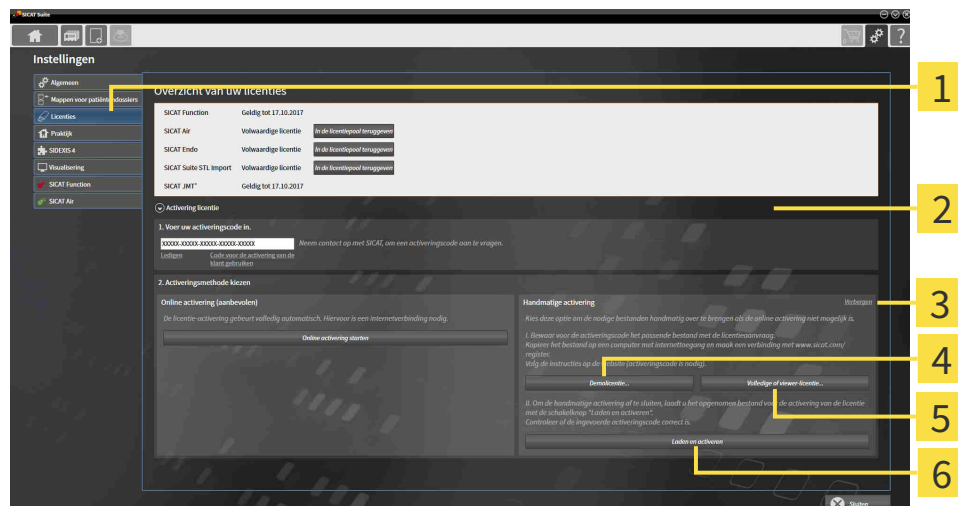 SICAT Suite
?
Instellingen
Algemeen
Mappen voor patiëntendossiers
Licenties
Praktijk
SIDEXIS 4
Visualisering
SICAT Function
SICAT Air
Overzicht van uw licenties
SICAT Function Geldig tot 17.10.2017
SICAT Air Volwaardige licentie In de licentiepool teruggeven
SICAT Endo Volwaardige licentie In de licentiepool teruggeven
SICAT Suite STL Import Volwaardige licentie In de licentiepool teruggeven
SICAT JMT⁺ Geldig tot 17.10.2017
Activering licentie
1. Voer uw activeringscode in.
XXXXX-XXXXX-XXXXX-XXXXX-XXXXX
Neem contact op met SICAT, om een activeringscode aan te vragen.
Ledigen
Code voor de activering van de
klant gebruiken
2. Activeringsmethode kiezen
Online activering (aanbevolen)
De licentie-activering gebeurt volledig automatisch. Hiervoor is een internetverbinding nodig.
Online activering starten
Handmatige activering
Verbergen
Kies deze optie om de nodige bestanden handmatig over te brengen als de online activering niet mogelijk is.
I. Bewaar voor de activeringscode het passende bestand met de licentieaanvraag.
Kopieer het bestand op een computer met internettoegang en maak een verbinding met www.sicat.com/
register.
Volg de instructies op de website (activeringscode is nodig).
Demolicentie...
Volledige of viewer-licentie...
II. Om de handmatige activering af te sluiten, laadt u het opgenomen bestand voor de activering van de licentie
met de schakelknop "Laden en activeren".
Controleer of de ingevoerde activeringscode correct is.
Laden en activeren
Sluiten
1
2
3
4
5
6